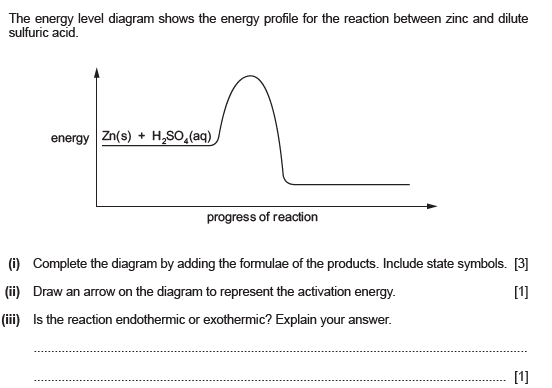 The energy level diagram shows the energy profile for the reaction between zinc and dilute
sulfuric acid.
energy
Zn(s) + H₂SO₄(aq)
progress of reaction
(i) Complete the diagram by adding the formulae of the products. Include state symbols. [3]
(ii) Draw an arrow on the diagram to represent the activation energy. [1]
(iii) Is the reaction endothermic or exothermic? Explain your answer.
[1]